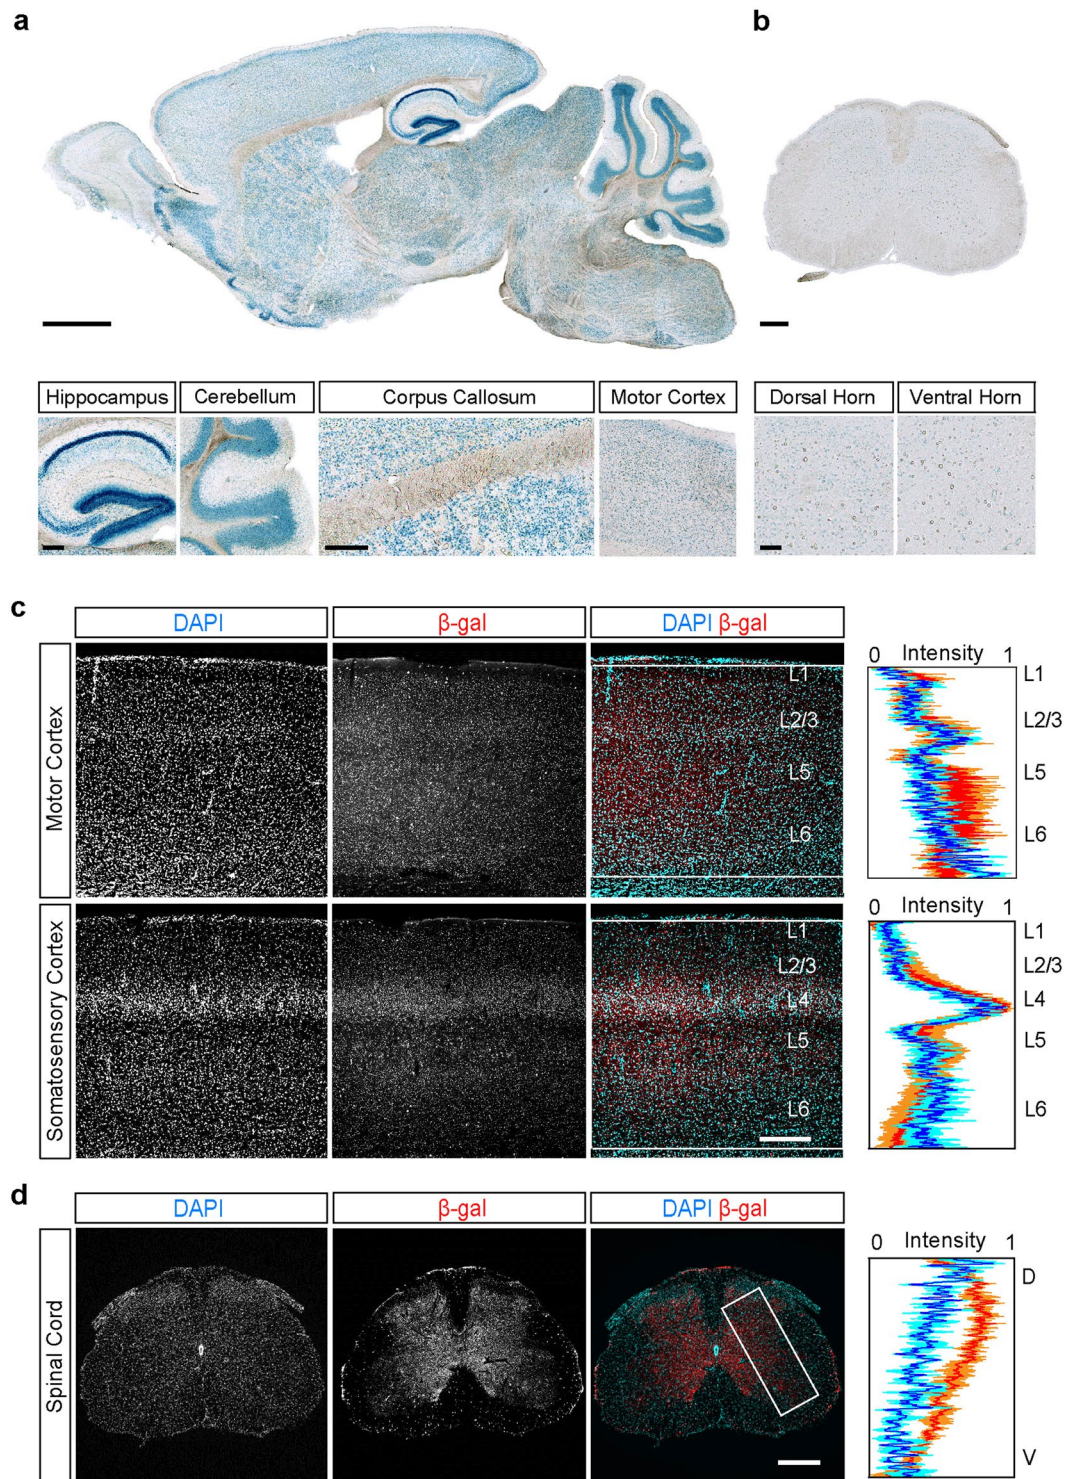 a
b
Hippocampus
Cerebellum
Corpus Callosum
Motor Cortex
Dorsal Horn
Ventral Horn
c
DAPI
β-gal
DAPI β-gal
Motor Cortex
L1
L2/3
L5
L6
0 Intensity 1
L1
L2/3
L5
L6
Somatosensory Cortex
L1
L2/3
L4
L5
L6
0 Intensity 1
L1
L2/3
L4
L5
L6
d
DAPI
β-gal
DAPI β-gal
Spinal Cord
0 Intensity 1
D
V